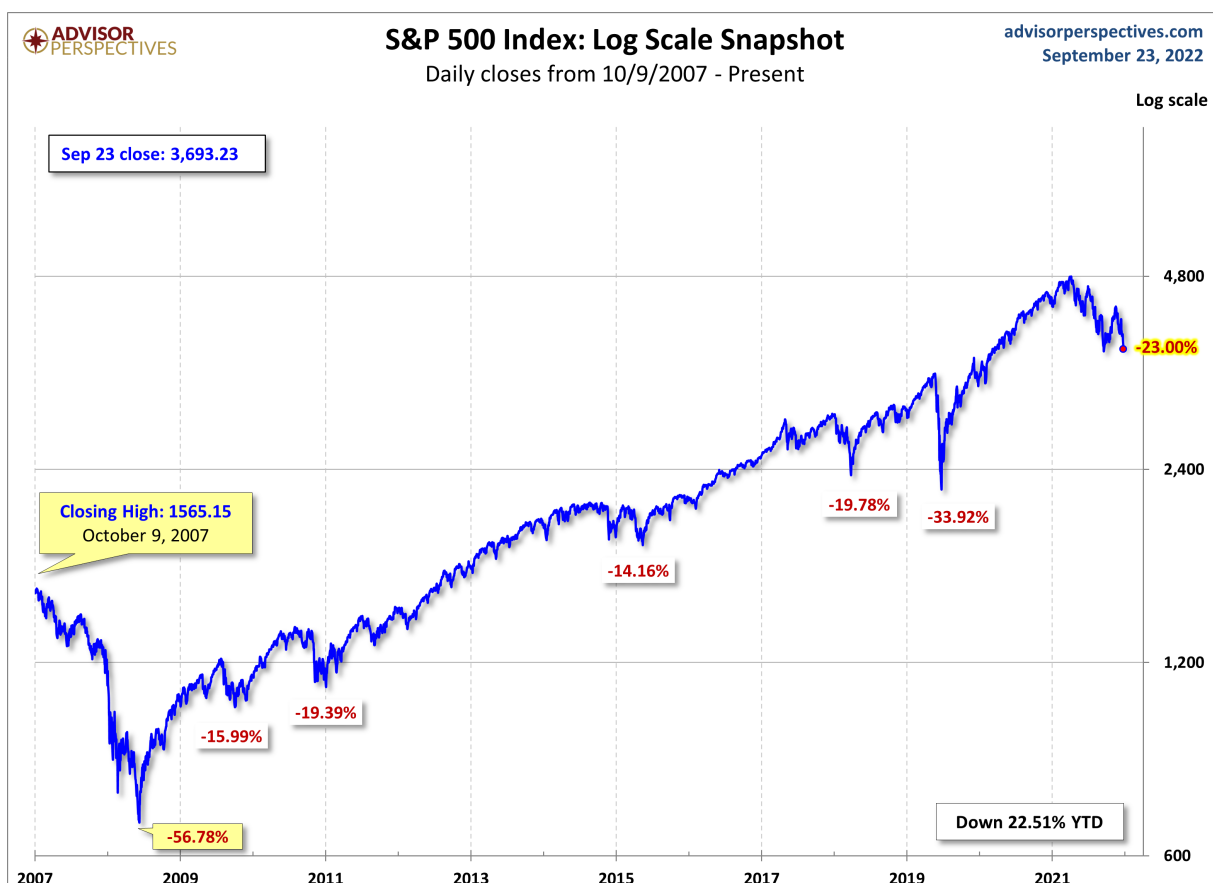 ADVISOR
PERSPECTIVES
S&P 500 Index: Log Scale Snapshot
Daily closes from 10/9/2007 - Present
advisorperspectives.com
September 23, 2022
Log scale
Sep 23 close: 3,693.23
4,800
-23.00%
2,400
-19.78%
-33.92%
Closing High: 1565.15
October 9, 2007
-14.16%
1,200
-19.39%
-15.99%
-56.78%
Down 22.51% YTD
600
2007 2009 2011 2013 2015 2017 2019 2021